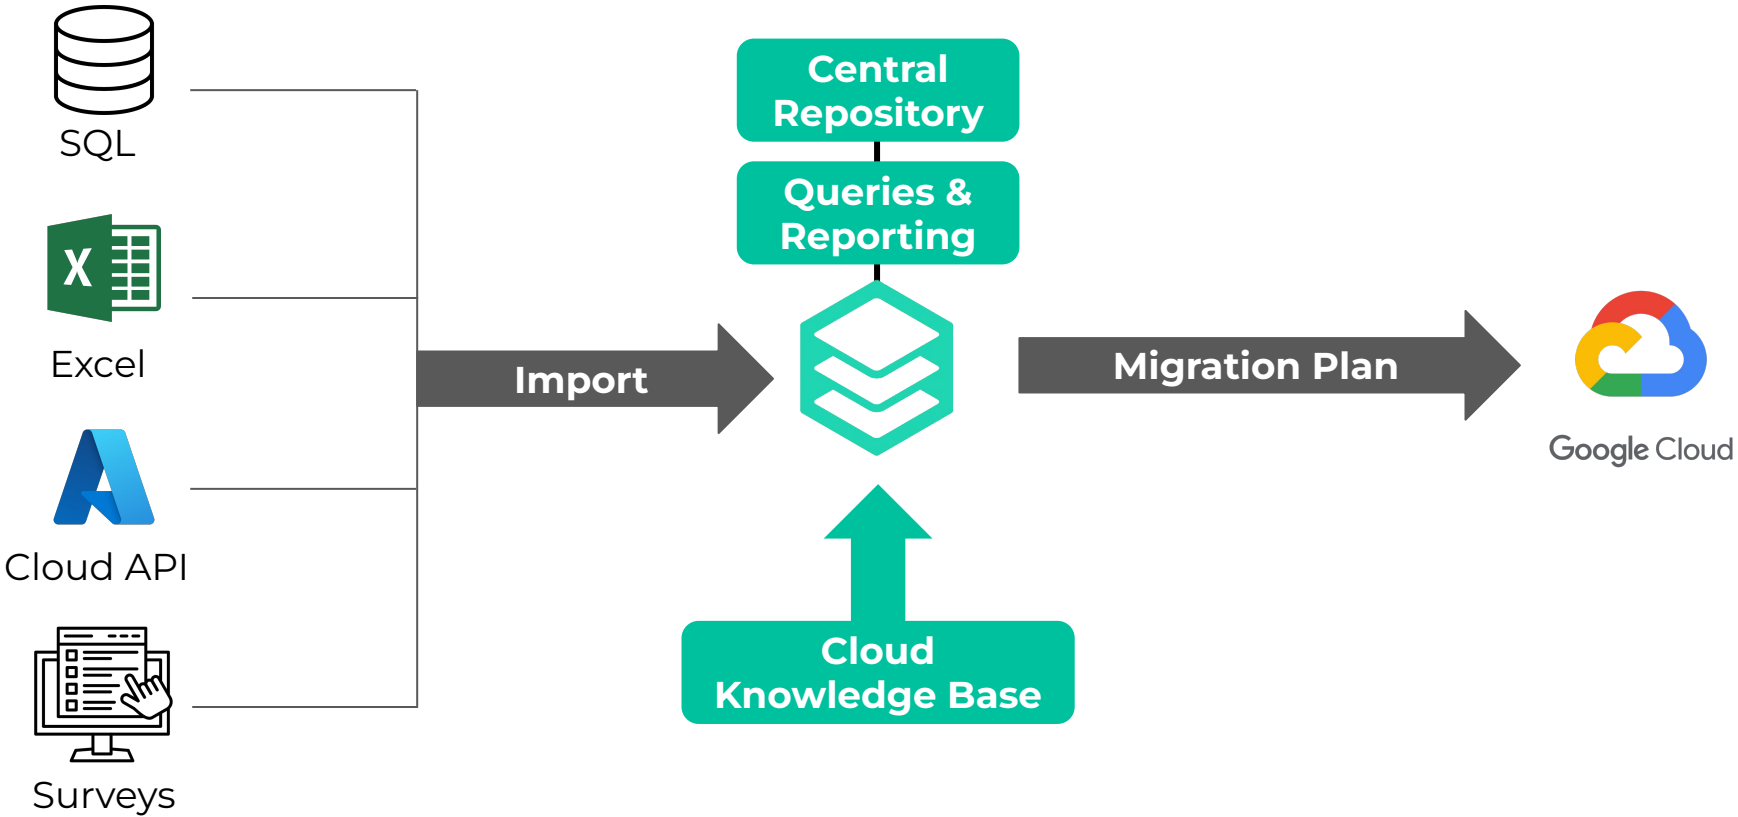 SQL
Excel
Cloud API
Surveys
Import
Central
Repository
Queries &
Reporting
Cloud
Knowledge Base
Migration Plan
Google Cloud
X